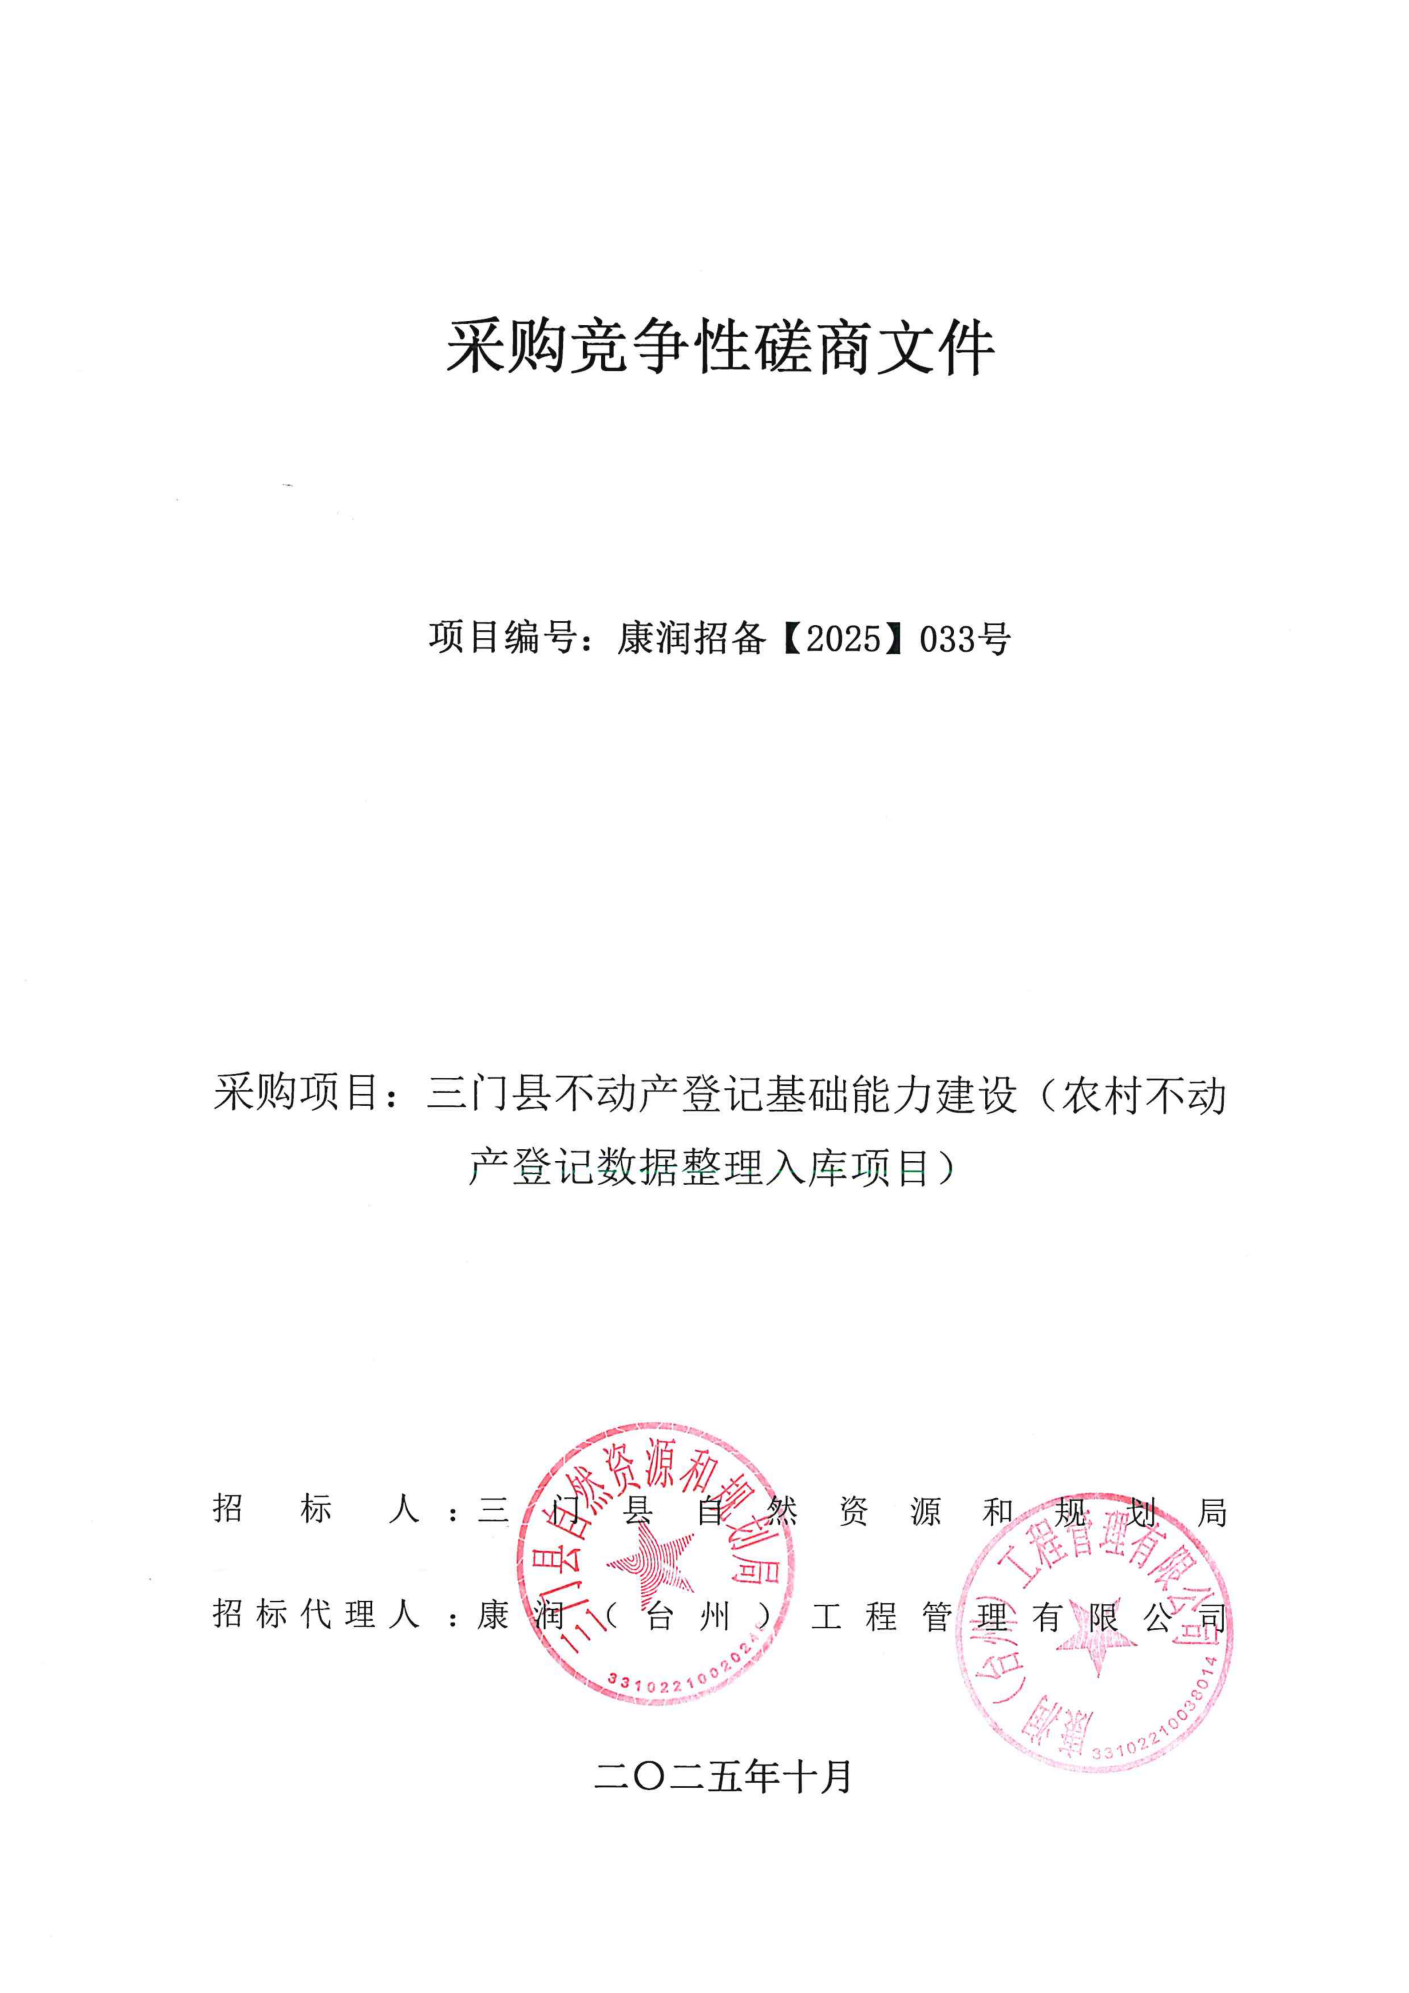 采购竞争性磋商文件
项目编号：康润招备【2025】033号
采购项目：三门县不动产登记基础能力建设（农村不动
产登记数据整理入库项目）
招标人：三门县自然资源和规划局
招标代理人：康润（台州）工程管理有限公司
二〇二五年十月
三门县自然资源和规划局
康润（台州）工程管理有限公司
33102210038014